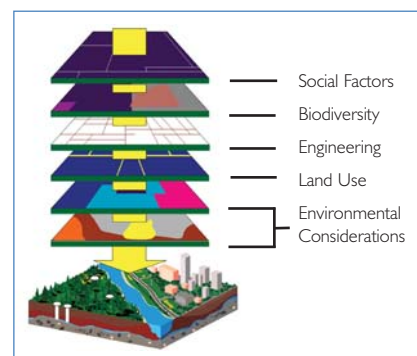 Social Factors
Biodiversity
Engineering
Land Use
Environmental
Considerations